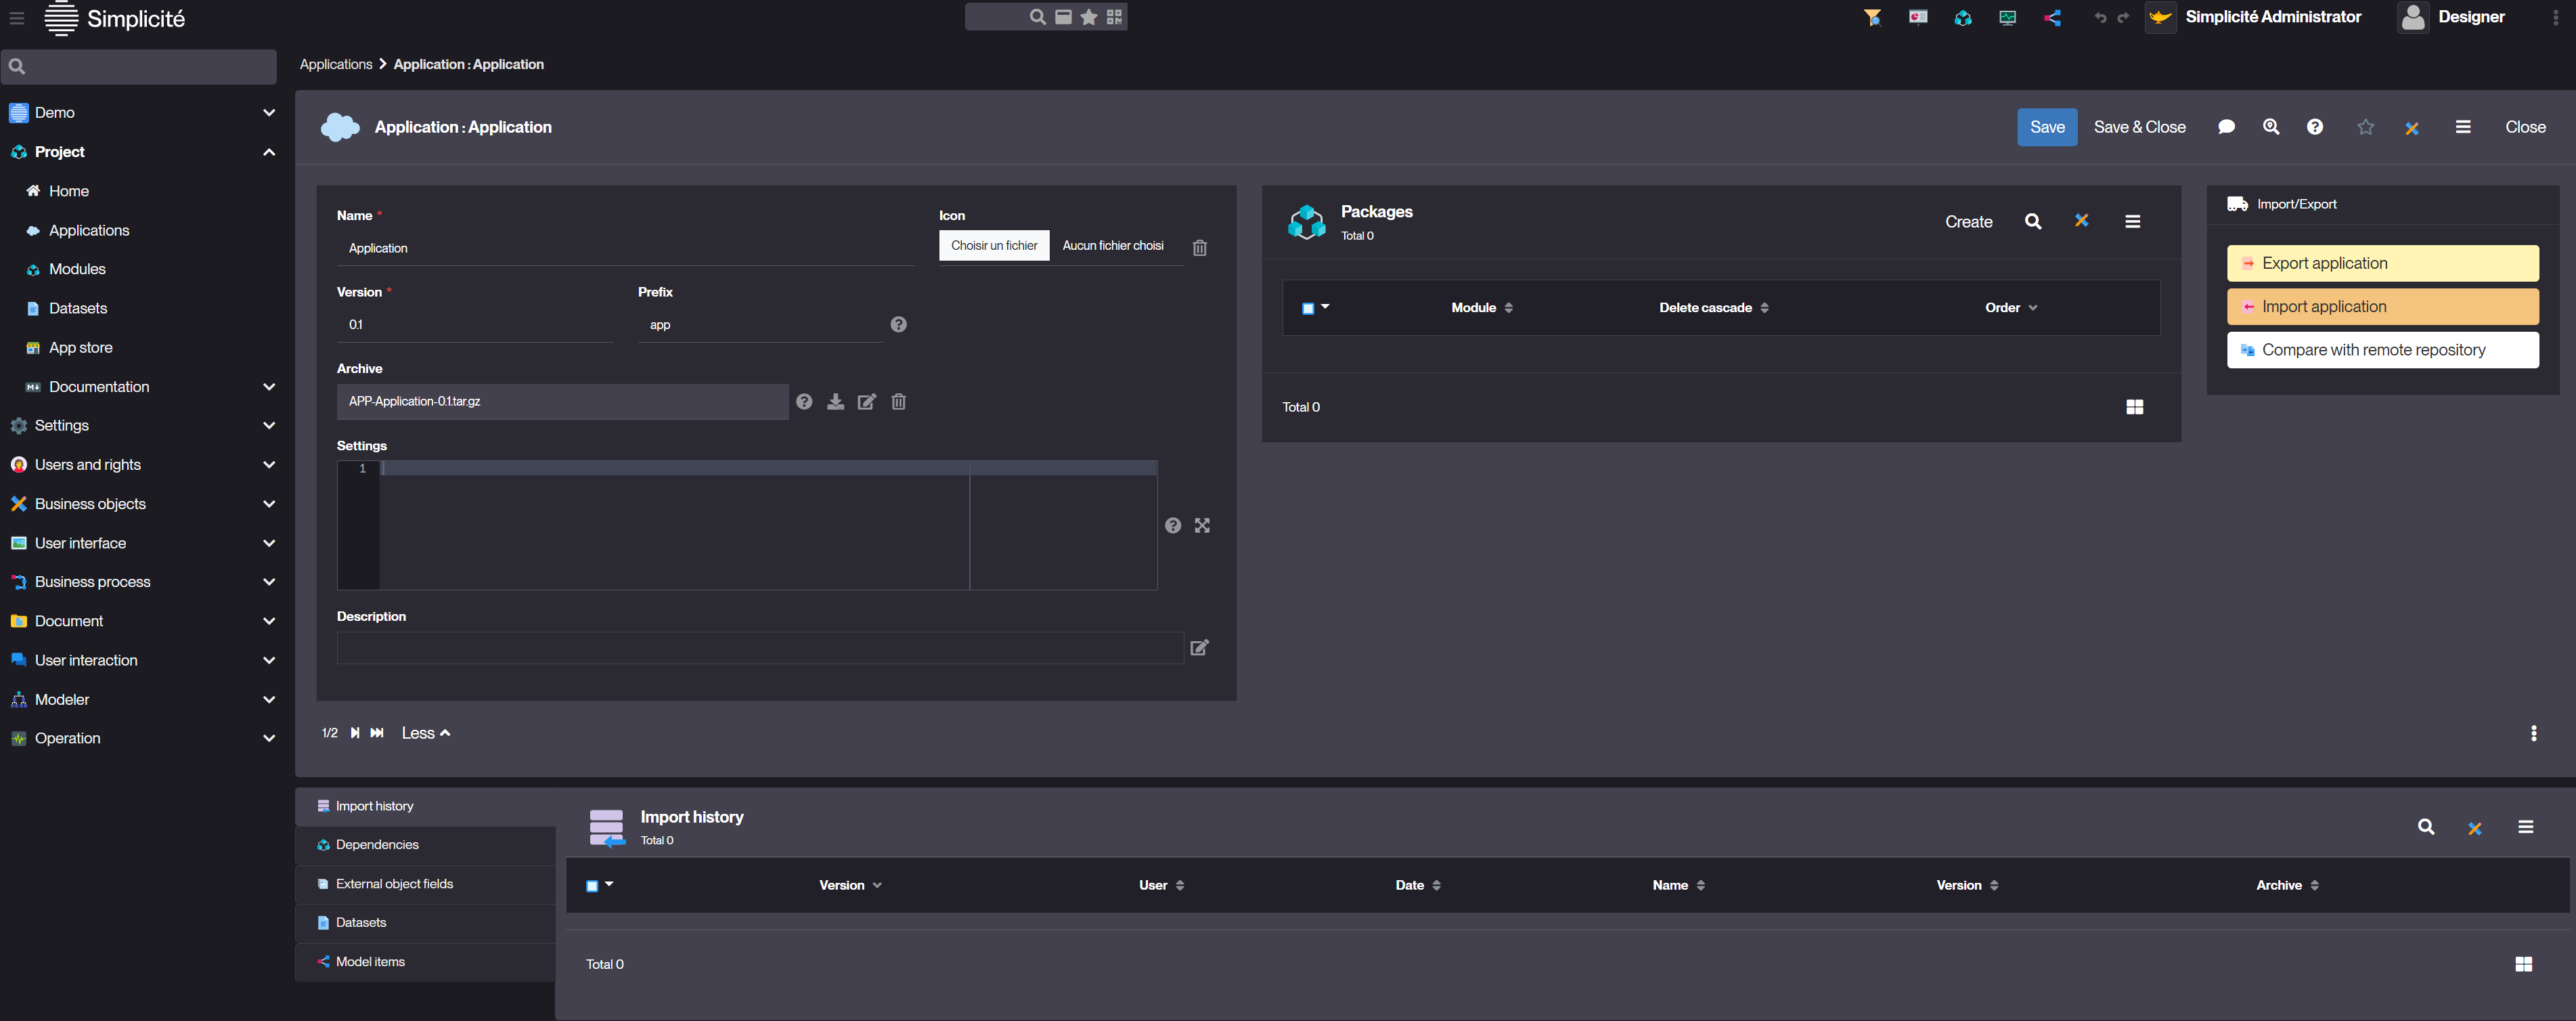 Simplicité
Simplicité Administrator
Designer
Applications
Application : Application
Demo
Project
Home
Applications
Modules
Datasets
App store
Documentation
Settings
Users and rights
Business objects
User interface
Business process
Document
User interaction
Modeler
Operation
Application : Application
Save
Save & Close
Close
Name *
Application
Icon
Choisir un fichier Aucun fichier choisi
Version *
0.1
Prefix
app
Archive
APP-Application-0.1.tar.gz
Settings
1
Description
1/2
Less
Packages
Total 0
Create
Module Delete cascade Order
Total 0
Import/Export
Export application
Import application
Compare with remote repository
Import history
Dependencies
External object fields
Datasets
Model items
Import history
Total 0
Version User Date Name Version Archive
Total 0